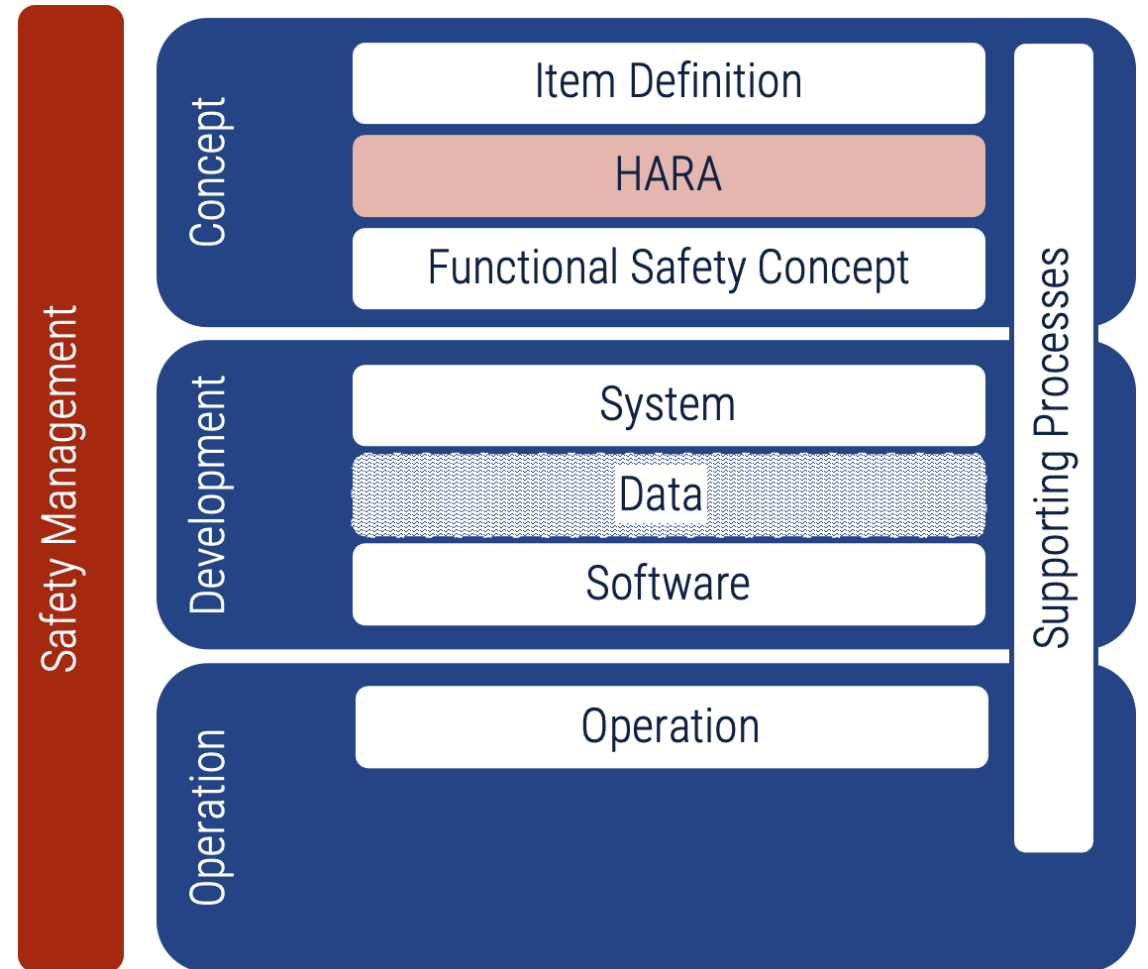 Safety Management
Concept
Item Definition
HARA
Functional Safety Concept
Development
System
Data
Software
Operation
Operation
Supporting Processes